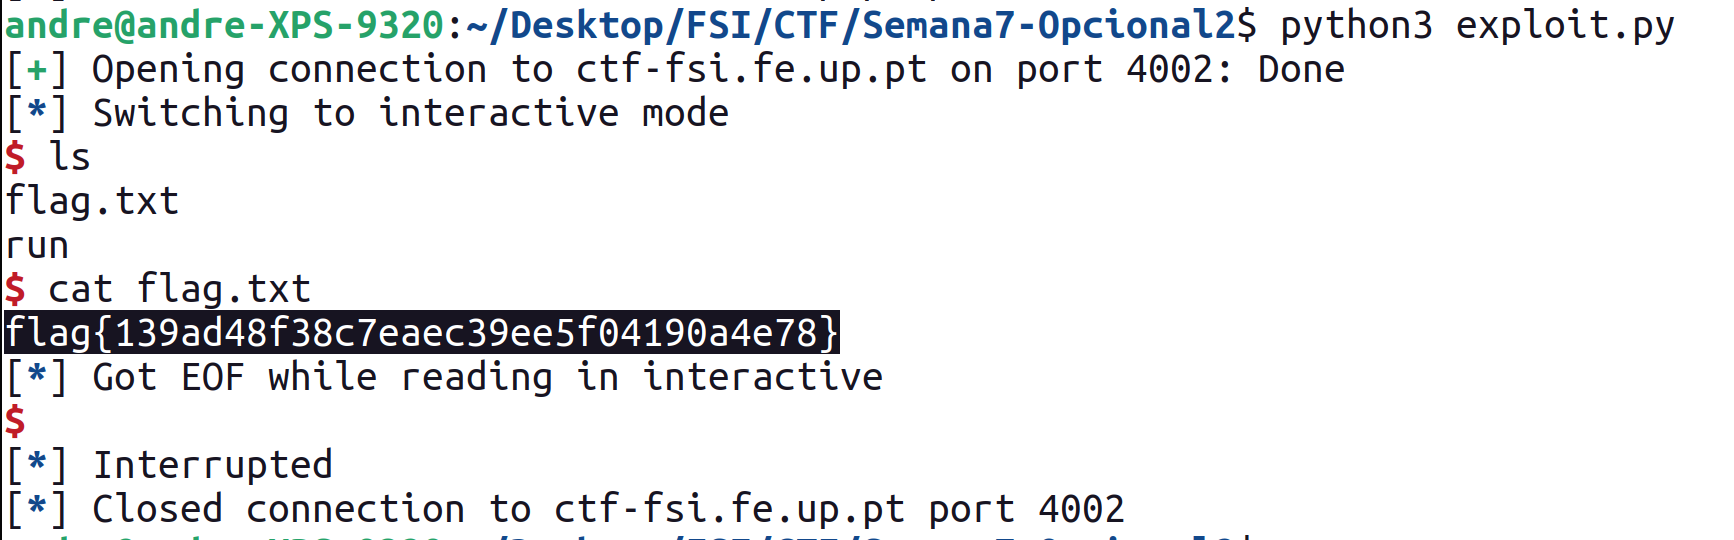 andre@andre-XPS-9320:~/Desktop/FSI/CTF/Semana7-Opcional2$ python3 exploit.py
[+] Opening connection to ctf-fsi.fe.up.pt on port 4002: Done
[*] Switching to interactive mode
$ ls
flag.txt
run
$ cat flag.txt
flag{139ad48f38c7eaec39ee5f04190a4e78}
[*] Got EOF while reading in interactive
$
[*] Interrupted
[*] Closed connection to ctf-fsi.fe.up.pt port 4002